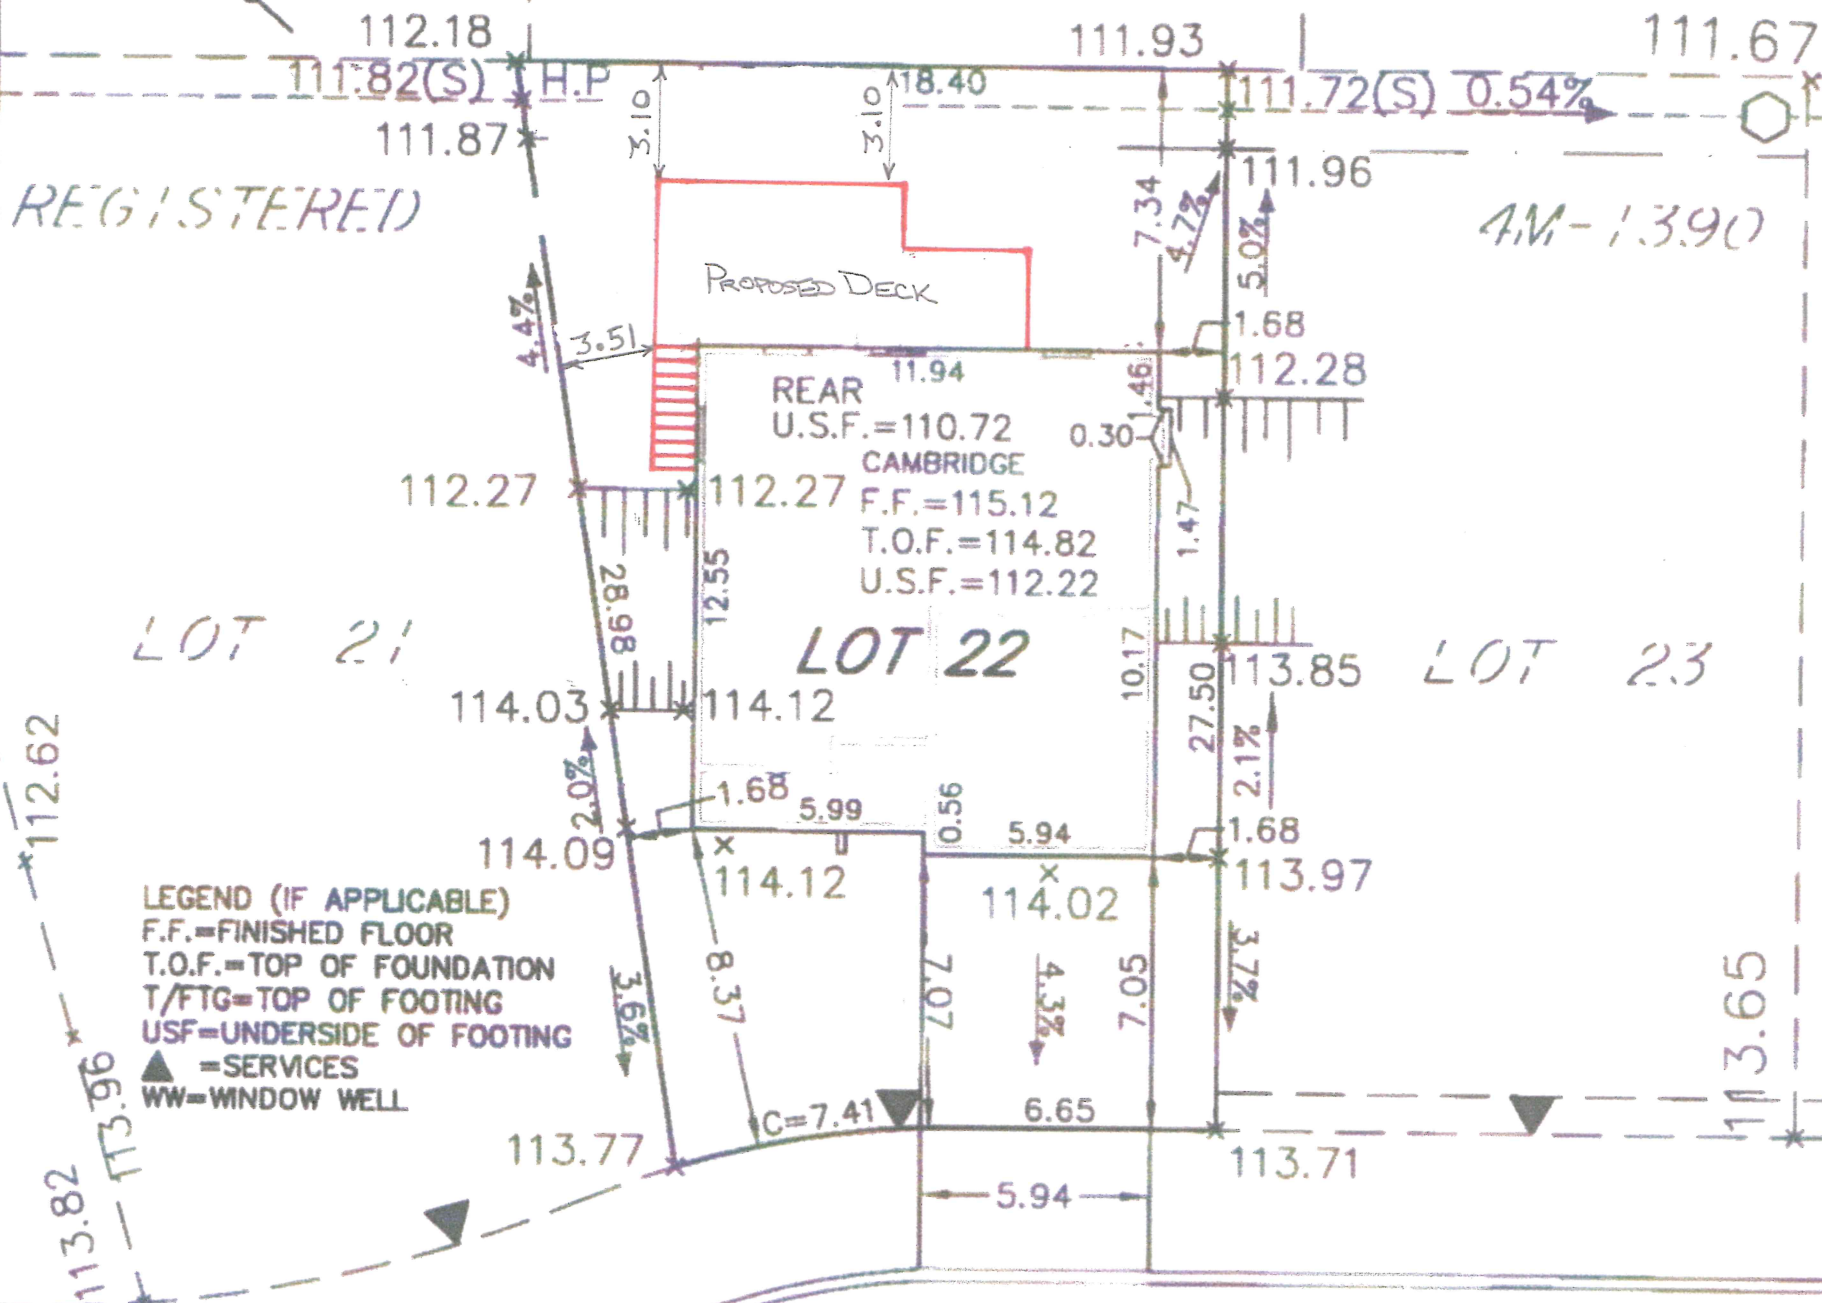 112.18
111.93
111.67
111.82(S)
H.P
18.40
111.72(S) 0.54%
3.10
3.10
111.87
111.96
REGISTERED
7.34
4.7%
5.0%
4M-1390
PROPOSED DECK
4.4%
3.51
1.68
11.94
1.46
112.28
REAR
U.S.F.=110.72
0.30
CAMBRIDGE
112.27
112.27
F.F.=115.12
1.47
T.O.F.=114.82
U.S.F.=112.22
12.55
28.98
LOT 21
LOT 22
10.17
LOT 23
113.85
27.50
114.03
114.12
2.0%
2.1%
112.62
1.68
5.99
0.56
5.94
1.68
114.09
114.12
114.02
113.97
LEGEND (IF APPLICABLE)
F.F.=FINISHED FLOOR
T.O.F.=TOP OF FOUNDATION
T/FTG=TOP OF FOOTING
USF=UNDERSIDE OF FOOTING
=SERVICES
WW=WINDOW WELL
3.6%
8.37
7.07
4.3%
7.05
3.7%
113.65
113.96
C=7.41
6.65
113.77
113.71
5.94
113.82